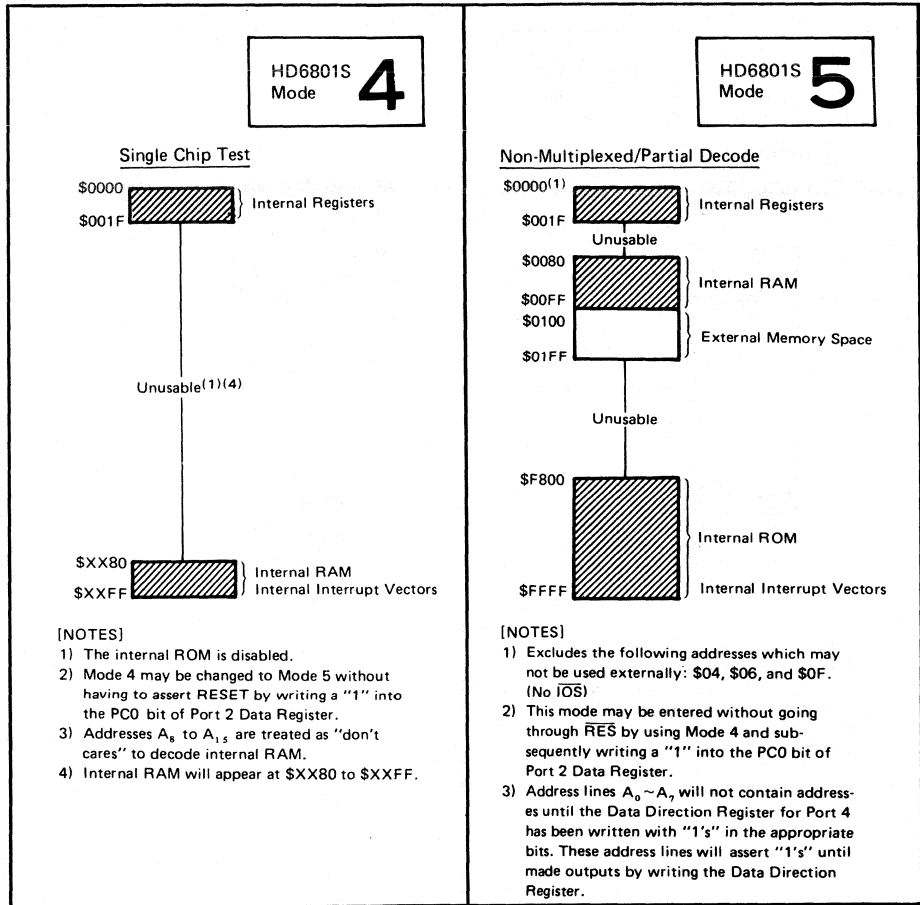 HD6801S
Mode 4
Single Chip Test
$0000
$001F
Internal Registers
Unusable(1)(4)
$XX80
$XXFF
Internal RAM
Internal Interrupt Vectors
[NOTES]
1) The internal ROM is disabled.
2) Mode 4 may be changed to Mode 5 without
having to assert RESET by writing a "1" into
the PC0 bit of Port 2 Data Register.
3) Addresses A8 to A15 are treated as "don't
cares" to decode internal RAM.
4) Internal RAM will appear at $XX80 to $XXFF.
HD6801S
Mode 5
Non-Multiplexed/Partial Decode
$0000(1)
$001F
Internal Registers
Unusable
$0080
$00FF
Internal RAM
$0100
$01FF
External Memory Space
Unusable
$F800
Internal ROM
$FFFF
Internal Interrupt Vectors
[NOTES]
1) Excludes the following addresses which may
not be used externally: $04, $06, and $0F.
(No I̅O̅S̅)
2) This mode may be entered without going
through R̅E̅S̅ by using Mode 4 and sub-
sequently writing a "1" into the PC0 bit of
Port 2 Data Register.
3) Address lines A0~A7 will not contain address-
es until the Data Direction Register for Port 4
has been written with "1's" in the appropriate
bits. These address lines will assert "1's" until
made outputs by writing the Data Direction
Register.